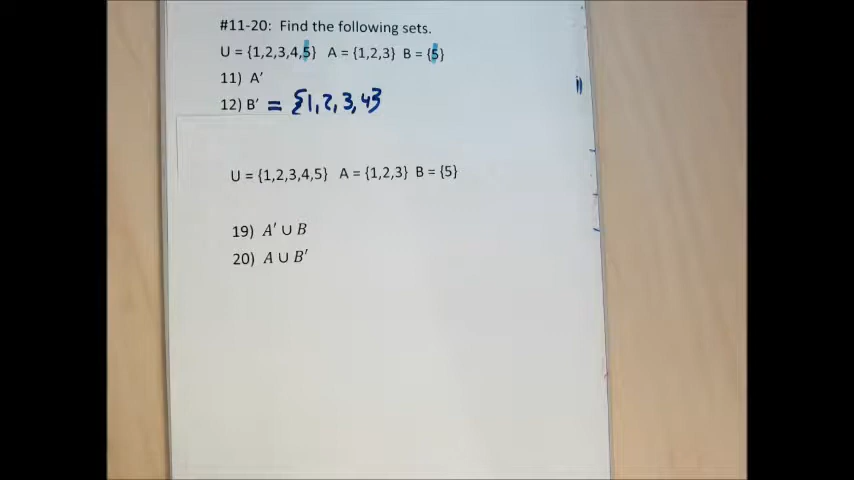 #11-20: Find the following sets.
U = {1,2,3,4,5} A = {1,2,3} B = {5}
11) A'
12) B' = {1,2,3,4}
U = {1,2,3,4,5} A = {1,2,3} B = {5}
19) A′ ∪ B
20) A ∪ B′